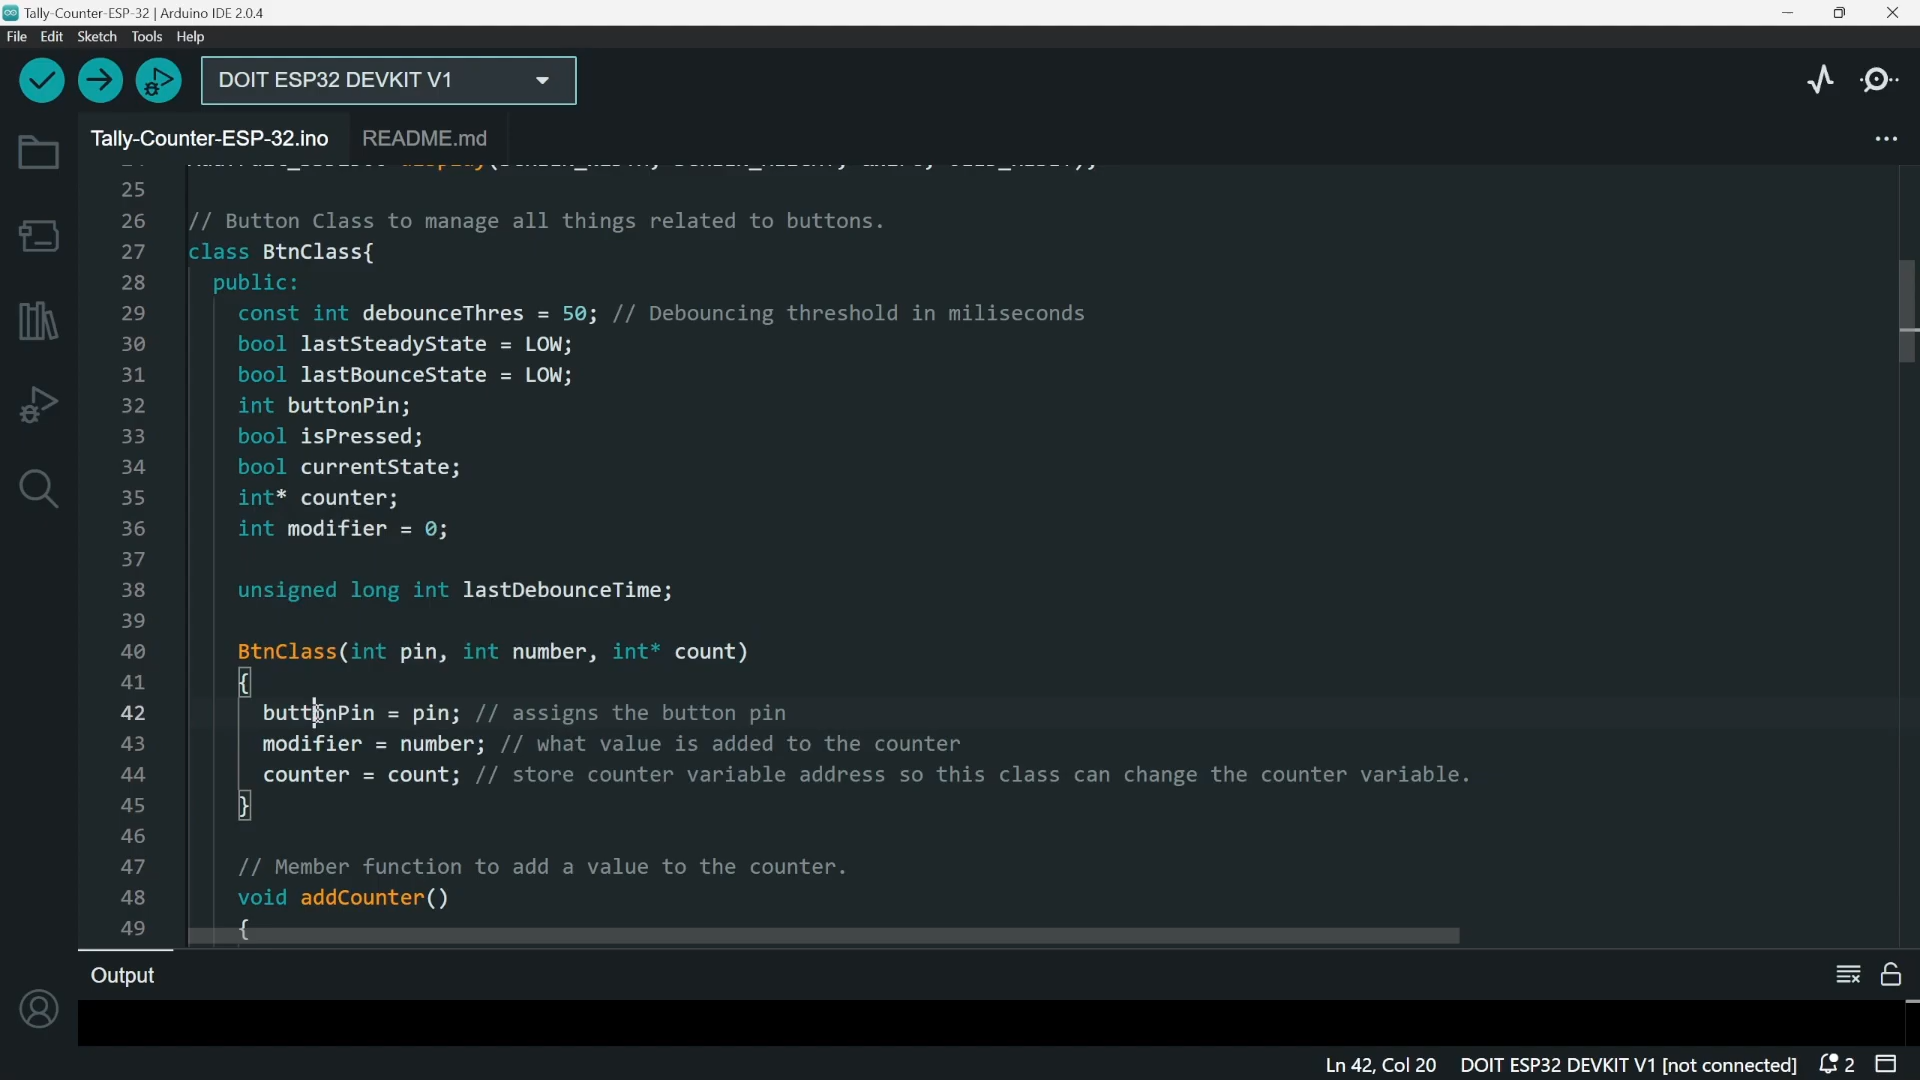 Tally-Counter-ESP-32 | Arduino IDE 2.0.4
File Edit Sketch Tools Help
DOIT ESP32 DEVKIT V1
Tally-Counter-ESP-32.ino README.md
25
26 // Button Class to manage all things related to buttons.
27 class BtnClass{
28 public:
29 const int debounceThres = 50; // Debouncing threshold in miliseconds
30 bool lastSteadyState = LOW;
31 bool lastBounceState = LOW;
32 int buttonPin;
33 bool isPressed;
34 bool currentState;
35 int* counter;
36 int modifier = 0;
37
38 unsigned long int lastDebounceTime;
39
40 BtnClass(int pin, int number, int* count)
41 {
42 buttonPin = pin; // assigns the button pin
43 modifier = number; // what value is added to the counter
44 counter = count; // store counter variable address so this class can change the counter variable.
45 }
46
47 // Member function to add a value to the counter.
48 void addCounter()
49 {
Output
Ln 42, Col 20 DOIT ESP32 DEVKIT V1 [not connected] 2